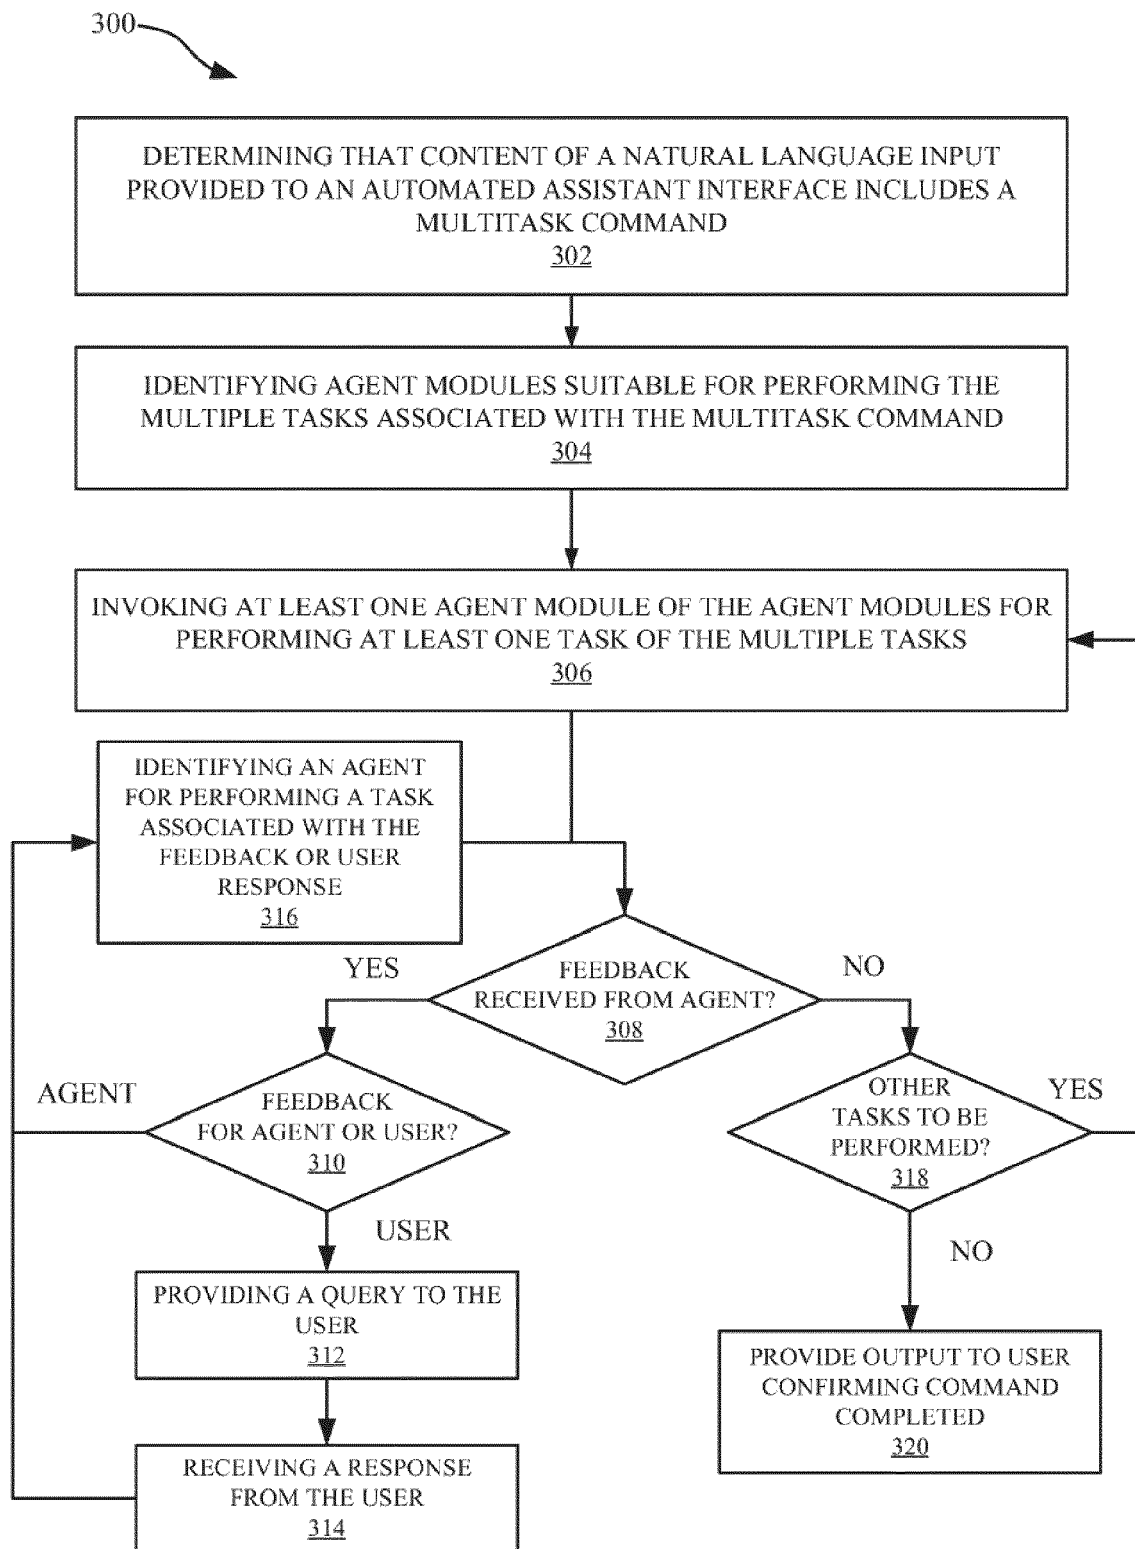 300
DETERMINING THAT CONTENT OF A NATURAL LANGUAGE INPUT
PROVIDED TO AN AUTOMATED ASSISTANT INTERFACE INCLUDES A
MULTITASK COMMAND
302
IDENTIFYING AGENT MODULES SUITABLE FOR PERFORMING THE
MULTIPLE TASKS ASSOCIATED WITH THE MULTITASK COMMAND
304
INVOKING AT LEAST ONE AGENT MODULE OF THE AGENT MODULES FOR
PERFORMING AT LEAST ONE TASK OF THE MULTIPLE TASKS
306
IDENTIFYING AN AGENT
FOR PERFORMING A TASK
ASSOCIATED WITH THE
FEEDBACK OR USER
RESPONSE
316
YES
FEEDBACK
RECEIVED FROM AGENT?
308
NO
AGENT
FEEDBACK
FOR AGENT OR USER?
310
OTHER
TASKS TO BE
PERFORMED?
318
YES
USER
NO
PROVIDING A QUERY TO THE
USER
312
PROVIDE OUTPUT TO USER
CONFIRMING COMMAND
COMPLETED
320
RECEIVING A RESPONSE
FROM THE USER
314